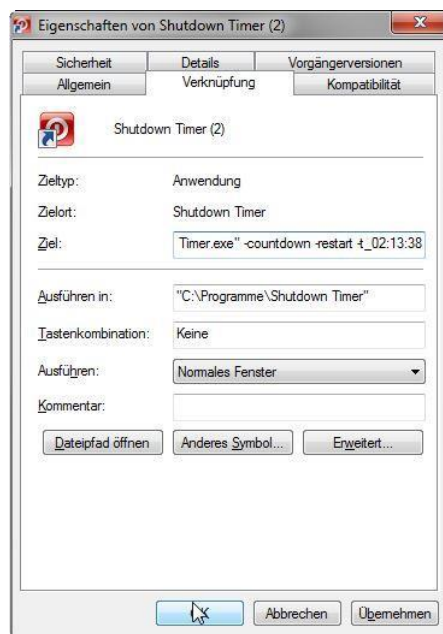 Eigenschaften von Shutdown Timer (2)
Sicherheit Details Vorgängerversionen
Allgemein Verknüpfung Kompatibilität
Shutdown Timer (2)
Zieltyp: Anwendung
Zielort: Shutdown Timer
Ziel: Timer.exe" -countdown -restart -t_02:13:38
Ausführen in: "C:\Programme\Shutdown Timer"
Tastenkombination: Keine
Ausführen: Normales Fenster
Kommentar:
Dateipfad öffnen Anderes Symbol... Erweitert...
OK Abbrechen Übernehmen